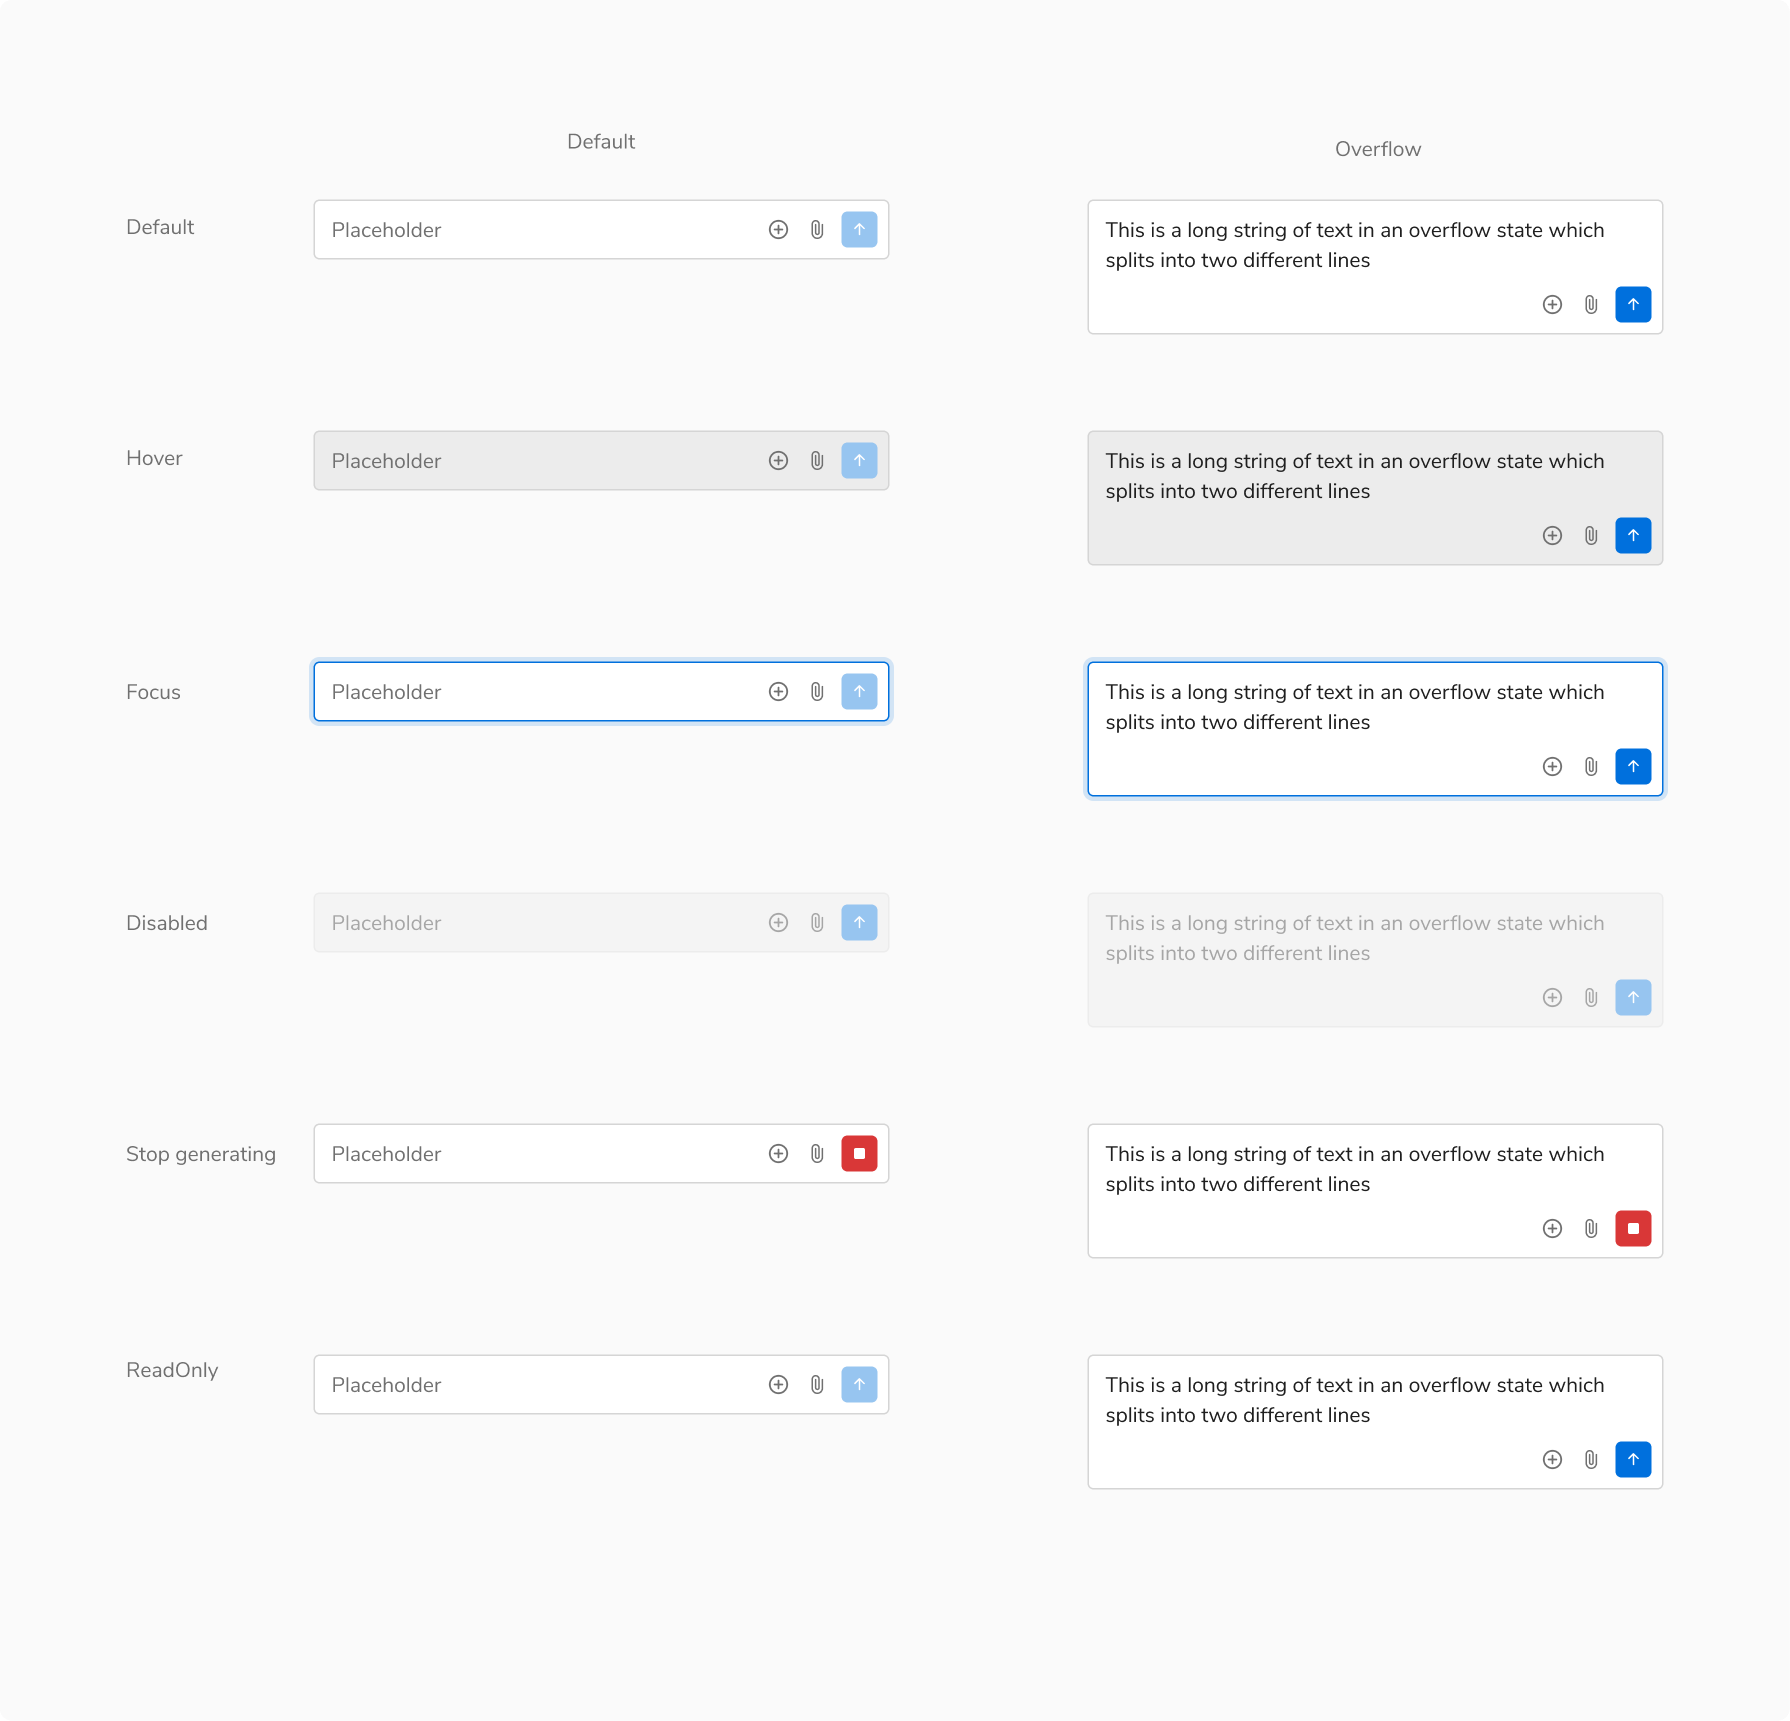 Default
Overflow
Default
Placeholder
This is a long string of text in an overflow state which
splits into two different lines
Hover
Placeholder
This is a long string of text in an overflow state which
splits into two different lines
Focus
Placeholder
This is a long string of text in an overflow state which
splits into two different lines
Disabled
Placeholder
This is a long string of text in an overflow state which
splits into two different lines
Stop generating
Placeholder
This is a long string of text in an overflow state which
splits into two different lines
ReadOnly
Placeholder
This is a long string of text in an overflow state which
splits into two different lines